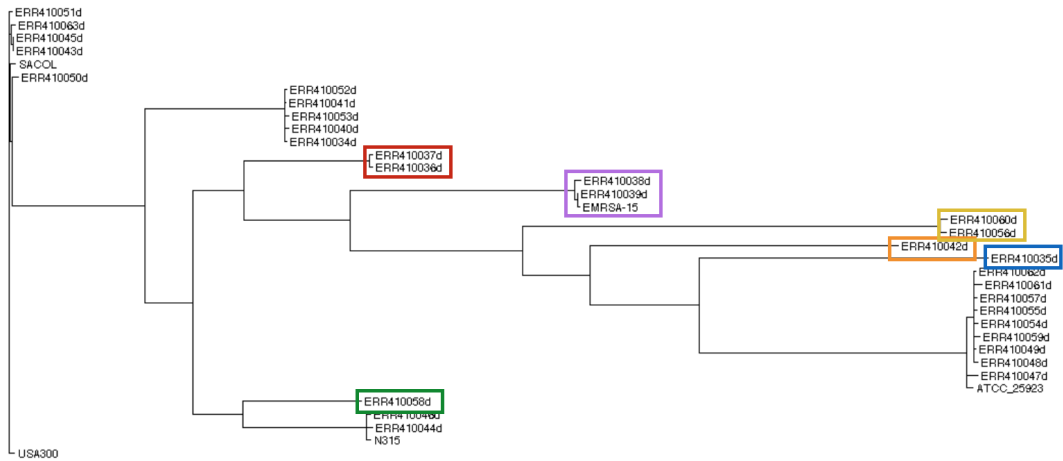 ERR410051d
ERR410063d
ERR410045d
ERR410043d
SACOL
ERR410050d
ERR410052d
ERR410041d
ERR410053d
ERR410040d
ERR410034d
ERR410037d
ERR410036d
ERR410038d
ERR410039d
EMRSA-15
ERR410060d
ERR410056d
ERR410042d
ERR410035d
ERR410062d
ERR410061d
ERR410057d
ERR410055d
ERR410054d
ERR410059d
ERR410049d
ERR410048d
ERR410047d
ATCC_25923
ERR410058d
ERR410046d
ERR410044d
N315
USA300